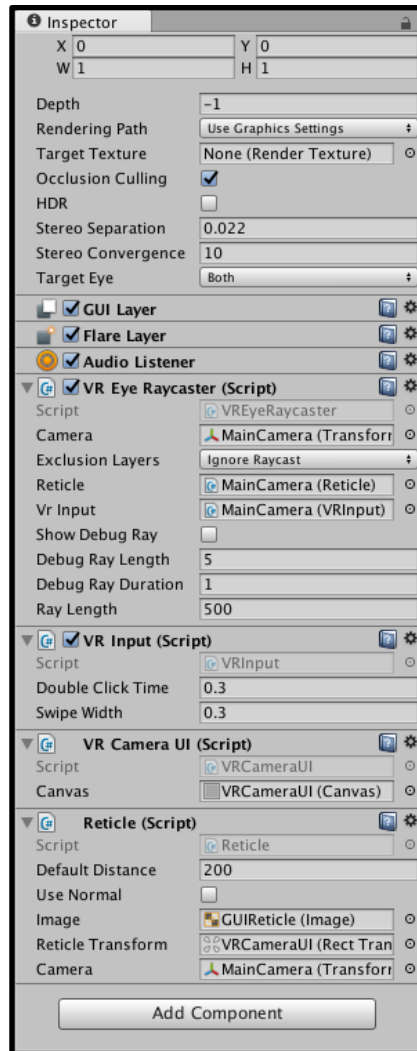 Inspector
X 0 Y 0
W 1 H 1
Depth -1
Rendering Path Use Graphics Settings
Target Texture None (Render Texture)
Occlusion Culling
HDR
Stereo Separation 0.022
Stereo Convergence 10
Target Eye Both
GUI Layer
Flare Layer
Audio Listener
VR Eye Raycaster (Script)
Script VREyeRaycaster
Camera MainCamera (Transforr
Exclusion Layers Ignore Raycast
Reticle MainCamera (Reticle)
Vr Input MainCamera (VRInput)
Show Debug Ray
Debug Ray Length 5
Debug Ray Duration 1
Ray Length 500
C# VR Input (Script)
Script VRInput
Double Click Time 0.3
Swipe Width 0.3
C# VR Camera UI (Script)
Script VRCameraUI
Canvas VRCameraUI (Canvas)
C# Reticle (Script)
Script Reticle
Default Distance 200
Use Normal
Image GUIReticle (Image)
Reticle Transform VRCameraUI (Rect Tran
Camera MainCamera (Transforr
Add Component